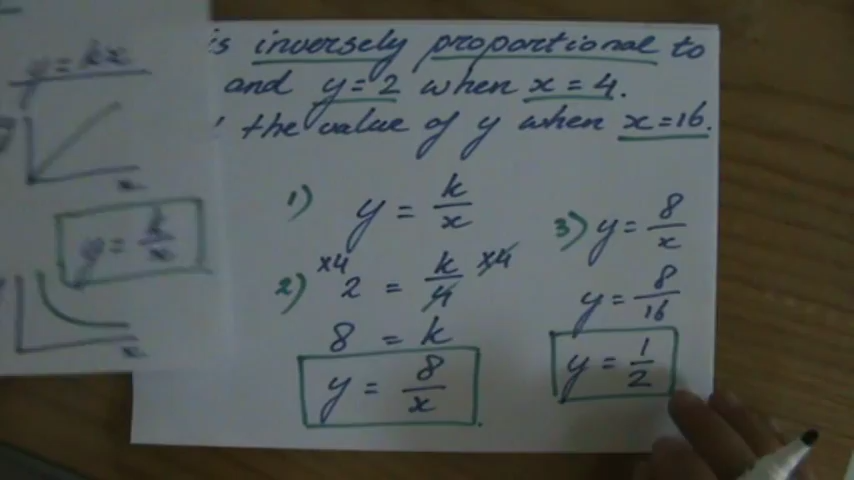 y = kx
x
y = k/x
x
is inversely proportional to
and y = 2 when x = 4.
the value of y when x = 16.
1) y = k/x
2) ×4 2 = k/4 ×4
8 = k
y = 8/x
3) y = 8/x
y = 8/16
y = 1/2